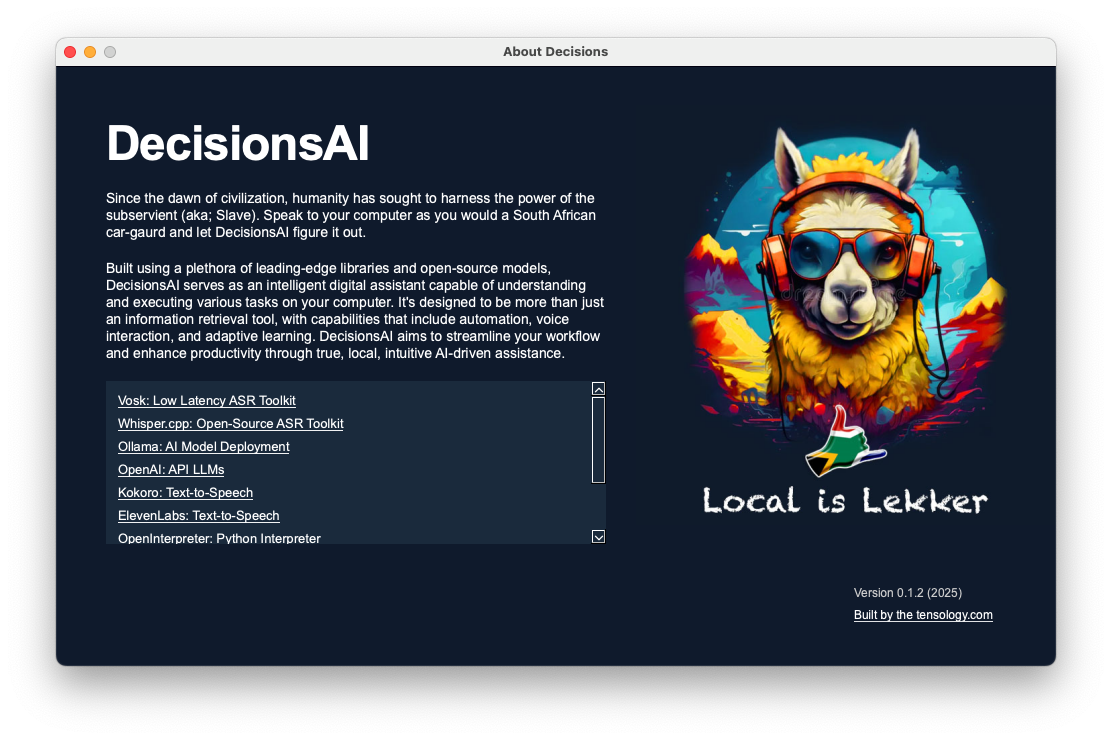 About Decisions
DecisionsAI
Since the dawn of civilization, humanity has sought to harness the power of the
subservient (aka; Slave). Speak to your computer as you would a South African
car-gaurd and let DecisionsAI figure it out.
Built using a plethora of leading-edge libraries and open-source models,
DecisionsAI serves as an intelligent digital assistant capable of understanding
and executing various tasks on your computer. It's designed to be more than just
an information retrieval tool, with capabilities that include automation, voice
interaction, and adaptive learning. DecisionsAI aims to streamline your workflow
and enhance productivity through true, local, intuitive AI-driven assistance.
Vosk: Low Latency ASR Toolkit
Whisper.cpp: Open-Source ASR Toolkit
Ollama: AI Model Deployment
OpenAI: API LLMs
Kokoro: Text-to-Speech
ElevenLabs: Text-to-Speech
OpenInterpreter: Python Interpreter
Local is Lekker
Version 0.1.2 (2025)
Built by the tensology.com